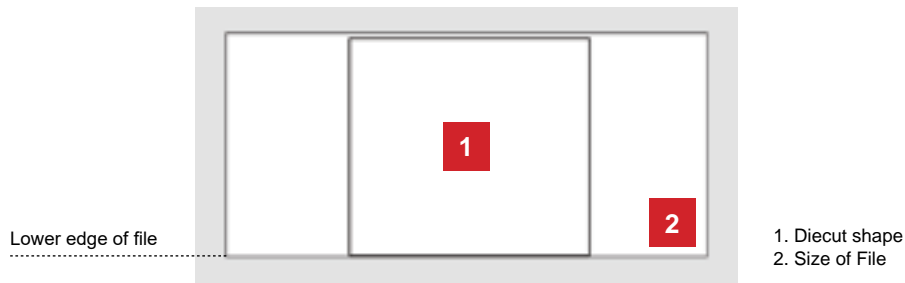 1
2
Lower edge of file
1. Diecut shape
2. Size of File